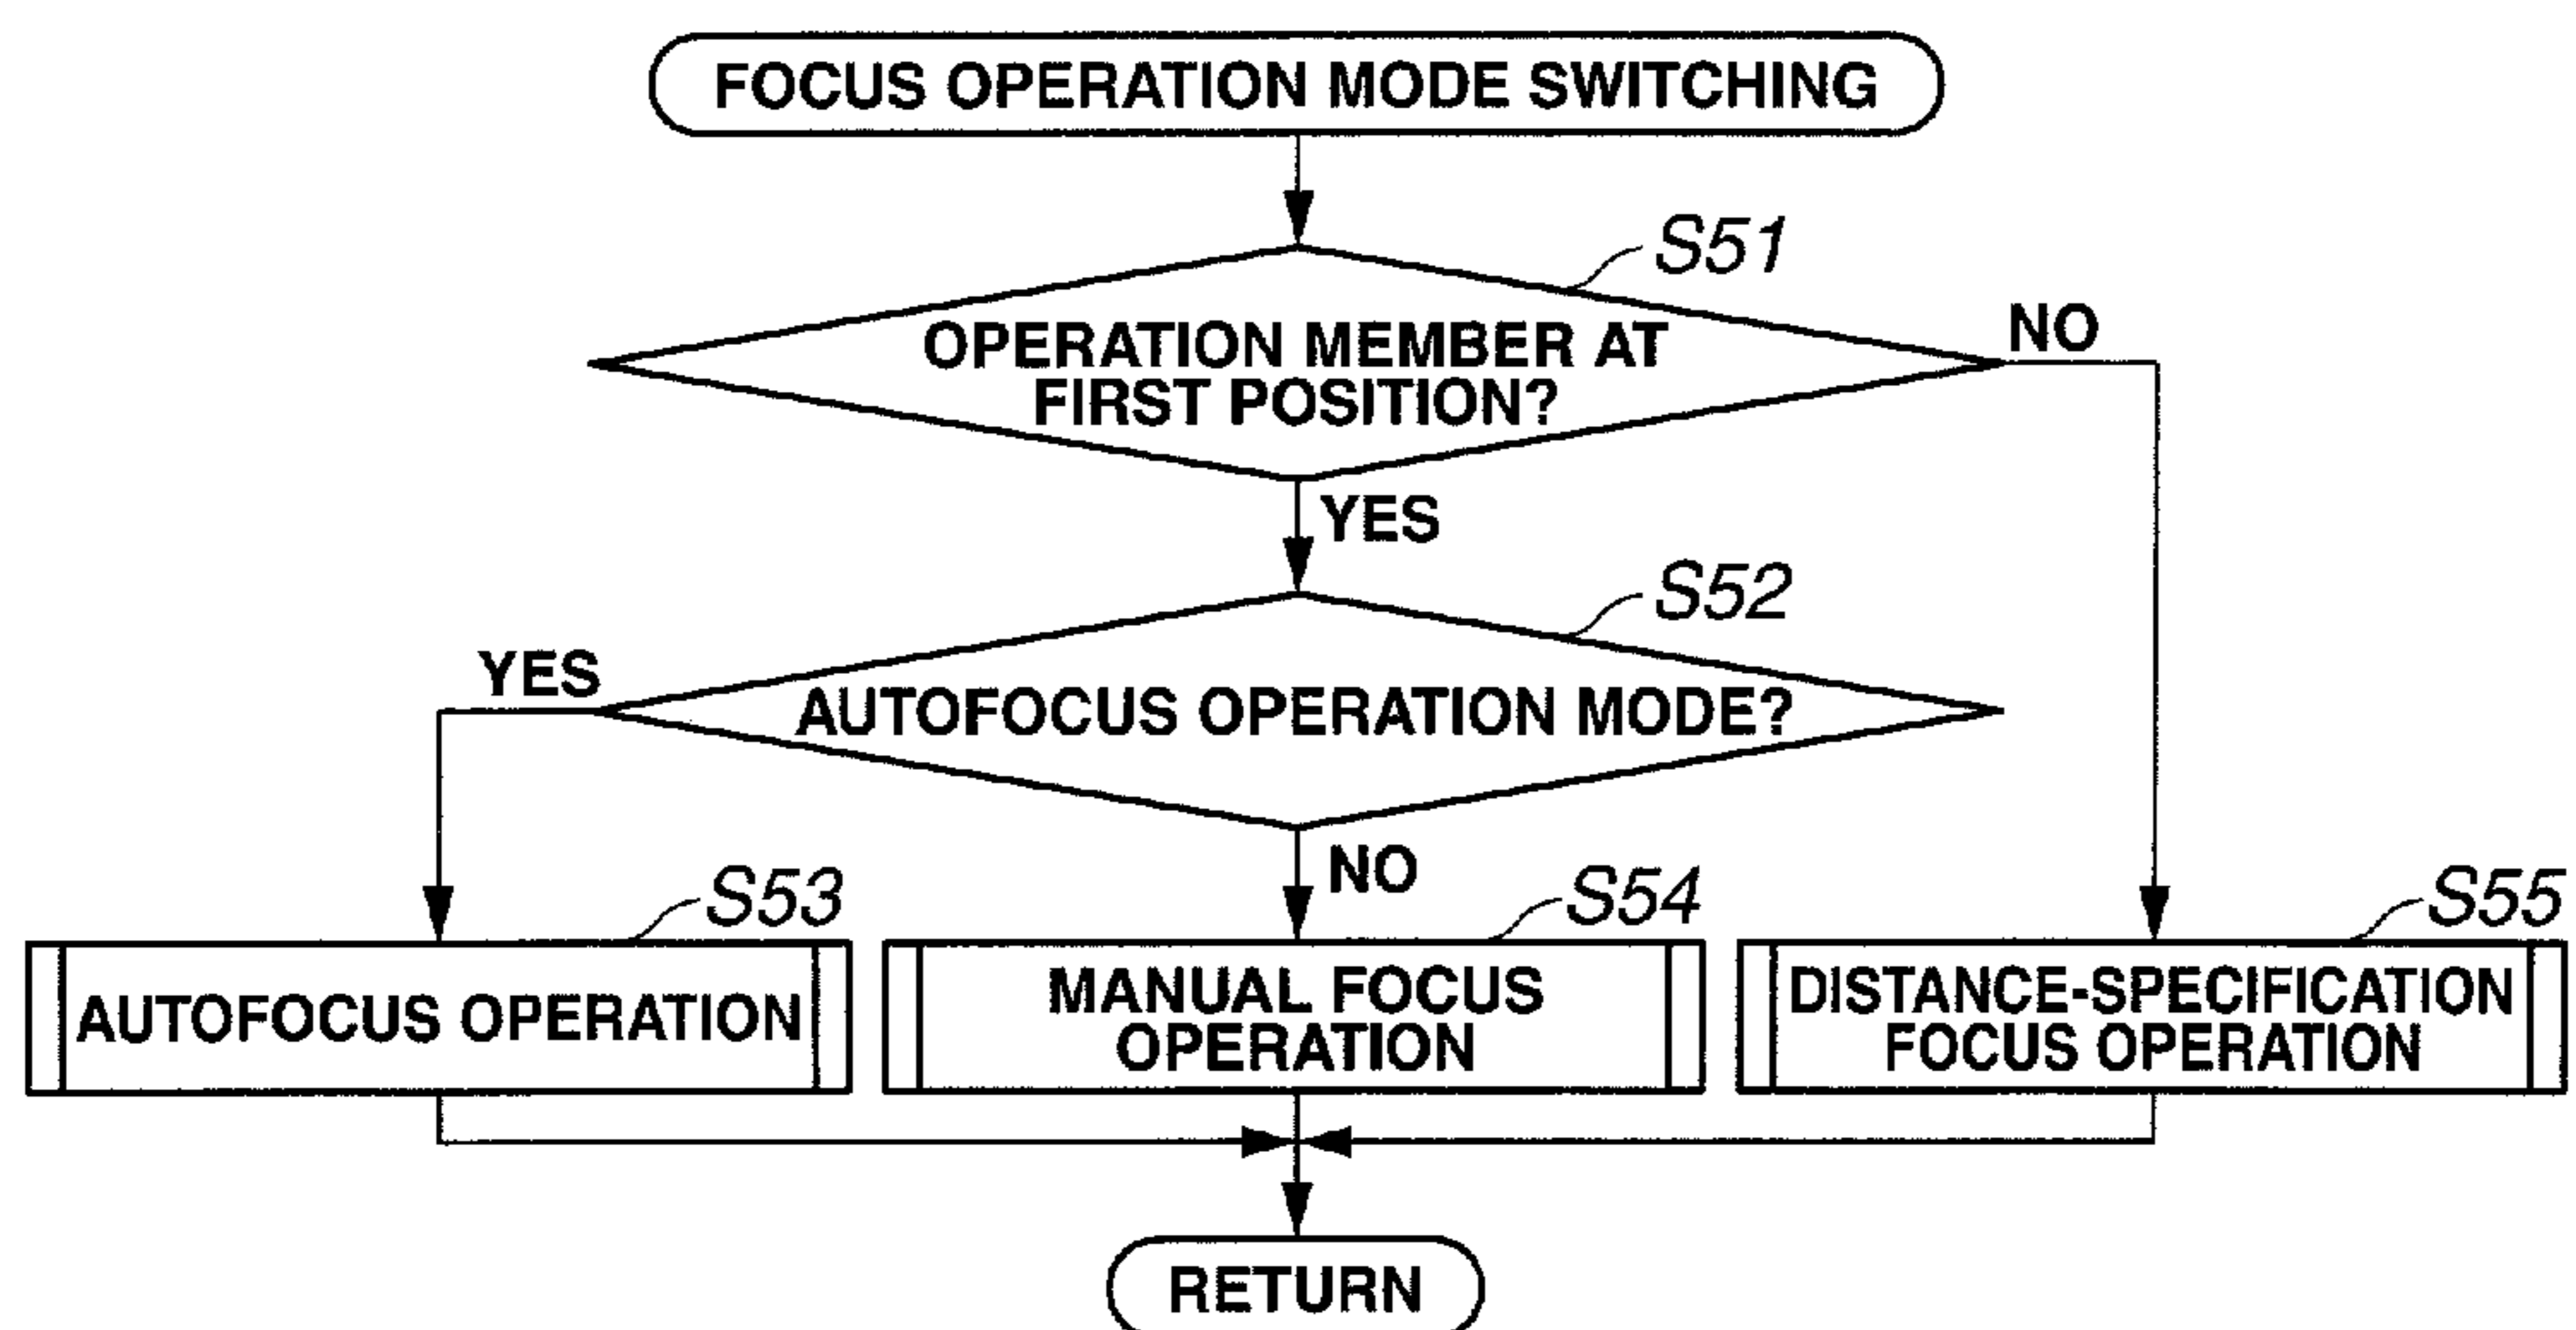 FOCUS OPERATION MODE SWITCHING
S51
OPERATION MEMBER AT
FIRST POSITION?
NO
YES
S52
YES
AUTOFOCUS OPERATION MODE?
NO
S53
S54
S55
AUTOFOCUS OPERATION
MANUAL FOCUS
OPERATION
DISTANCE-SPECIFICATION
FOCUS OPERATION
RETURN